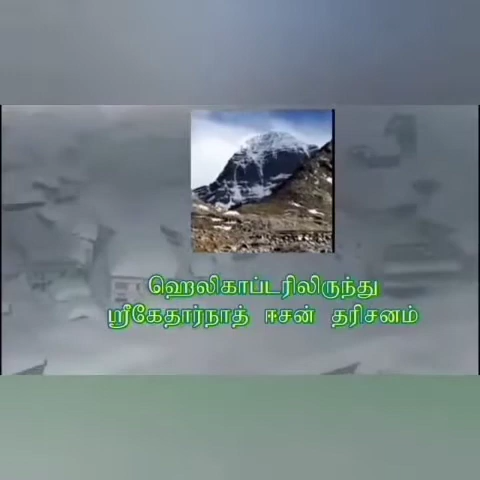 ஹெலிகாப்டரிலிருந்து
ஸ்ரீகேதார்நாத் ஈசன் தரிசனம்